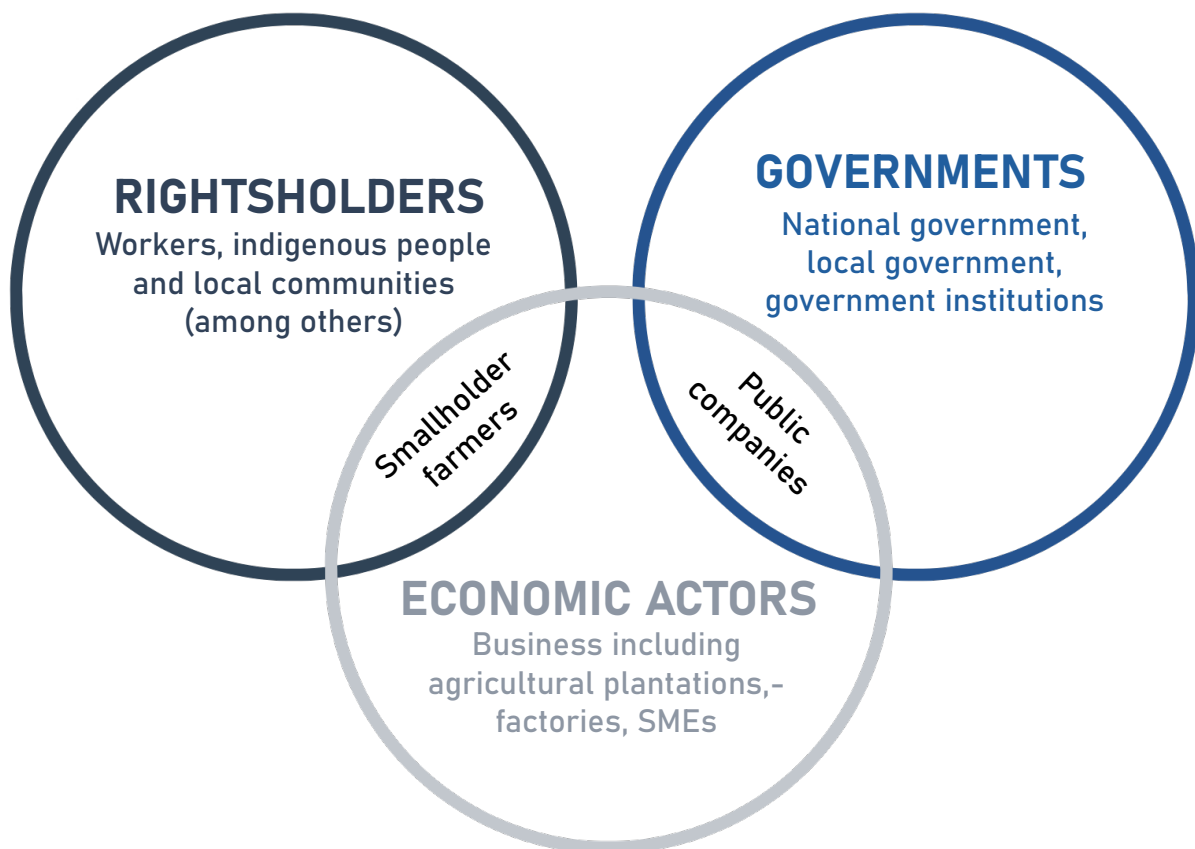 RIGHTSHOLDERS
Workers, indigenous people
and local communities
(among others)
GOVERNMENTS
National government,
local government,
government institutions
Smallholder
farmers
Public
companies
ECONOMIC ACTORS
Business including
agricultural plantations,-
factories, SMEs